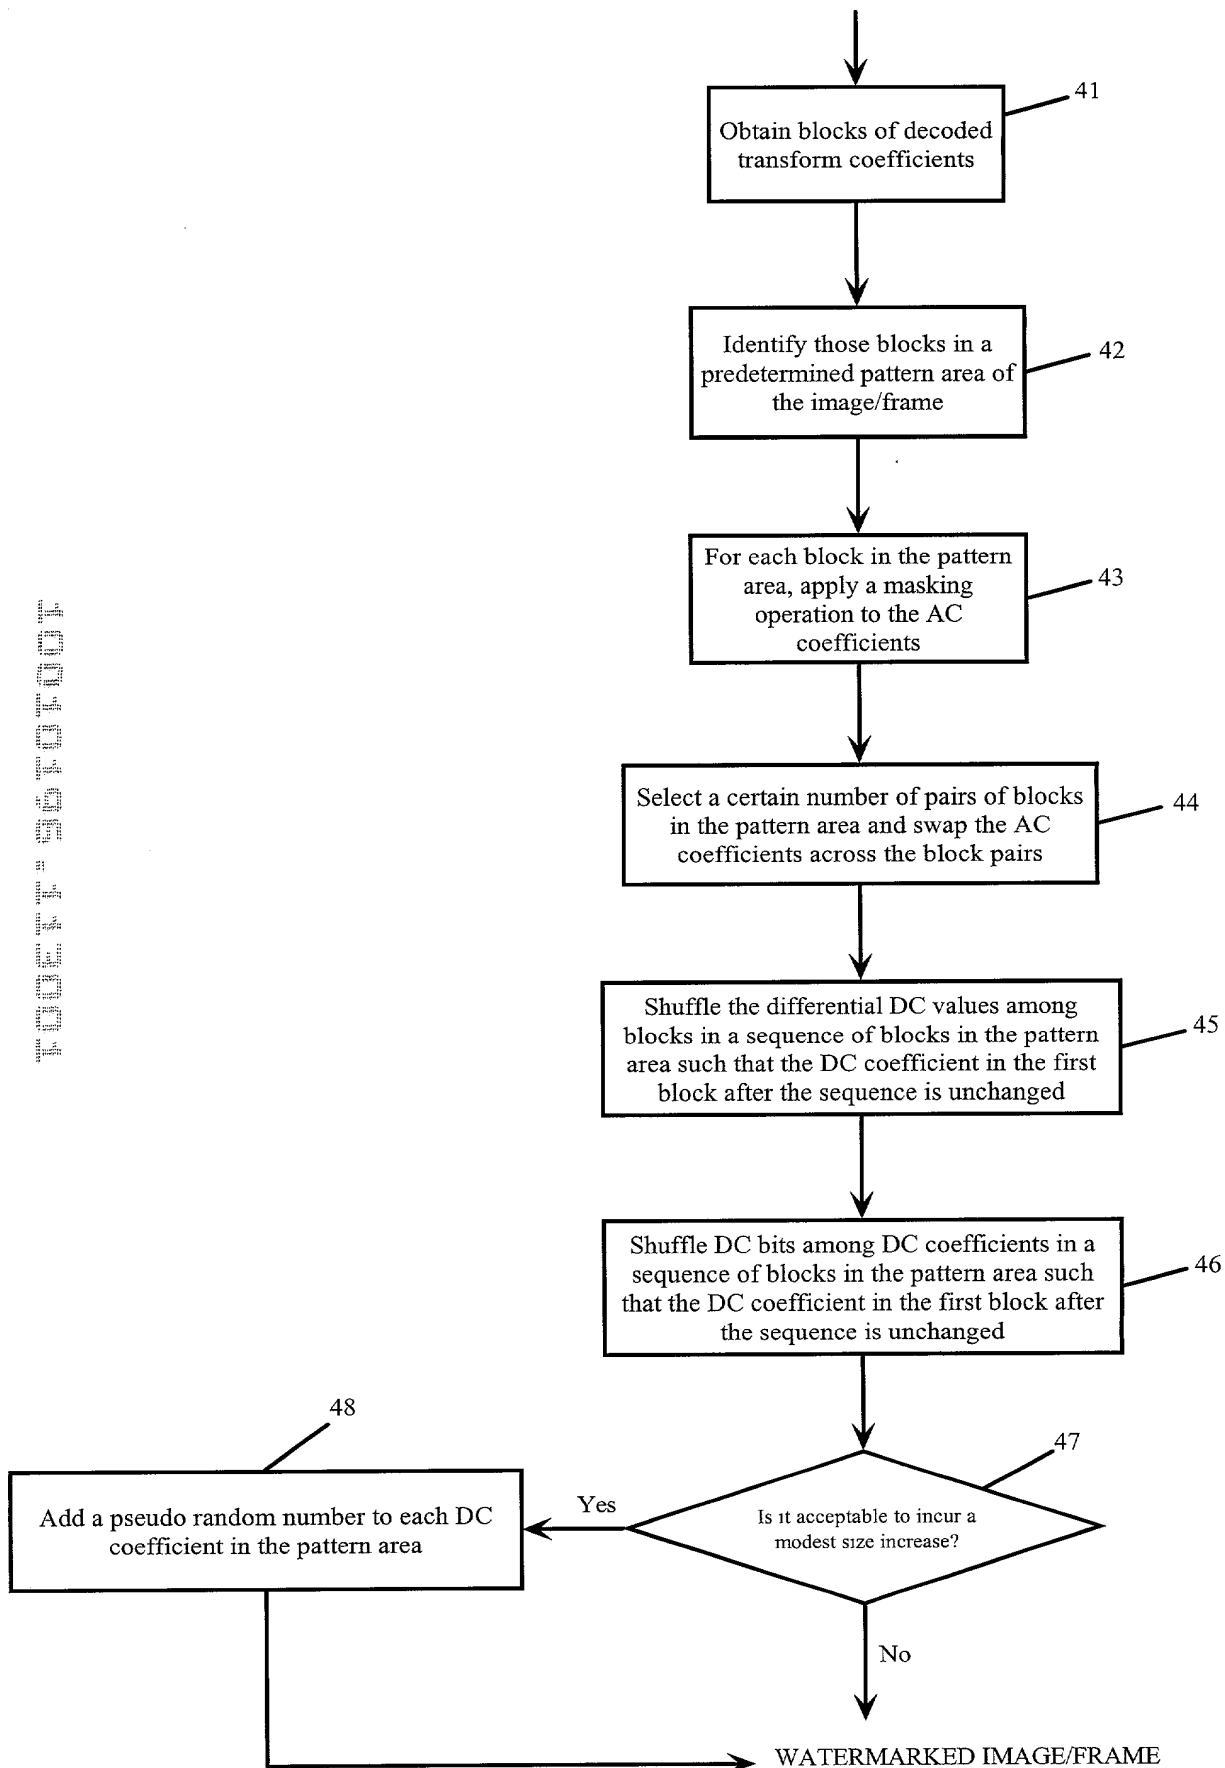 41
Obtain blocks of decoded
transform coefficients
Identify those blocks in a
predetermined pattern area of
the image/frame
42
For each block in the pattern
area, apply a masking
operation to the AC
coefficients
43
Select a certain number of pairs of blocks
in the pattern area and swap the AC
coefficients across the block pairs
44
Shuffle the differential DC values among
blocks in a sequence of blocks in the pattern
area such that the DC coefficient in the first
block after the sequence is unchanged
45
Shuffle DC bits among DC coefficients in a
sequence of blocks in the pattern area such
that the DC coefficient in the first block after
the sequence is unchanged
46
47
Is it acceptable to incur a
modest size increase?
Yes
48
Add a pseudo random number to each DC
coefficient in the pattern area
No
WATERMARKED IMAGE/FRAME